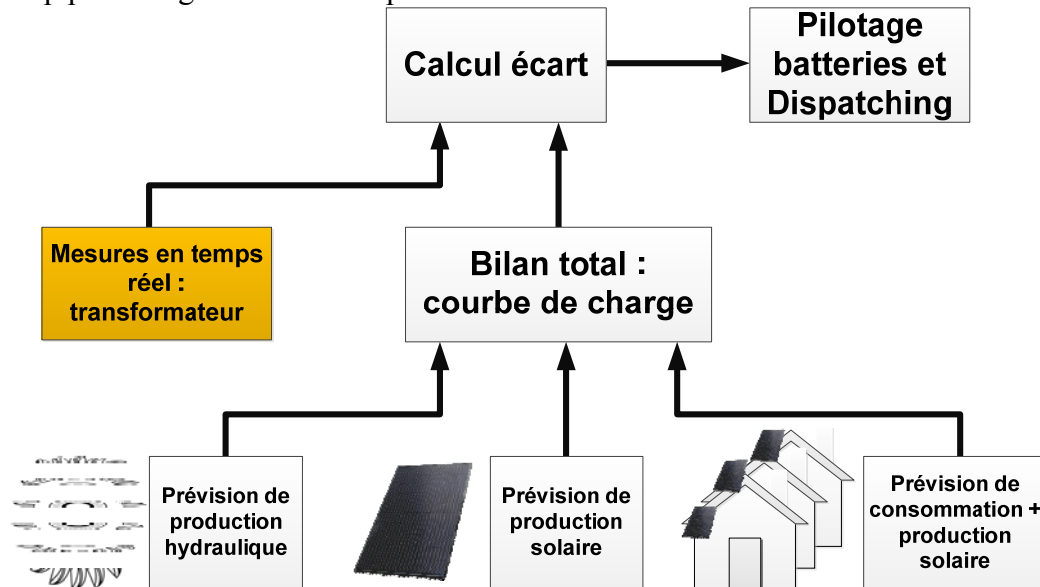 Calcul écart
Pilotage
batteries et
Dispatching
Mesures en temps
réel :
transformateur
Bilan total :
courbe de charge
Prévision de
production
hydraulique
Prévision de
production
solaire
Prévision de
consommation +
production
solaire